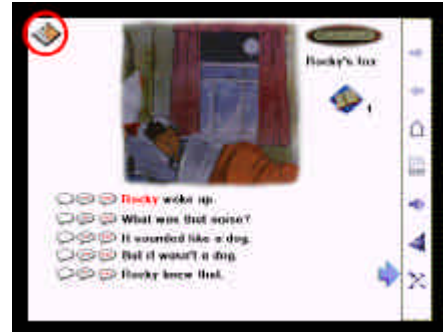 Rocky's fox
1
Rocky woke up.
What was that noise?
It sounded like a dog.
But it wasn't a dog.
Rocky knew that.